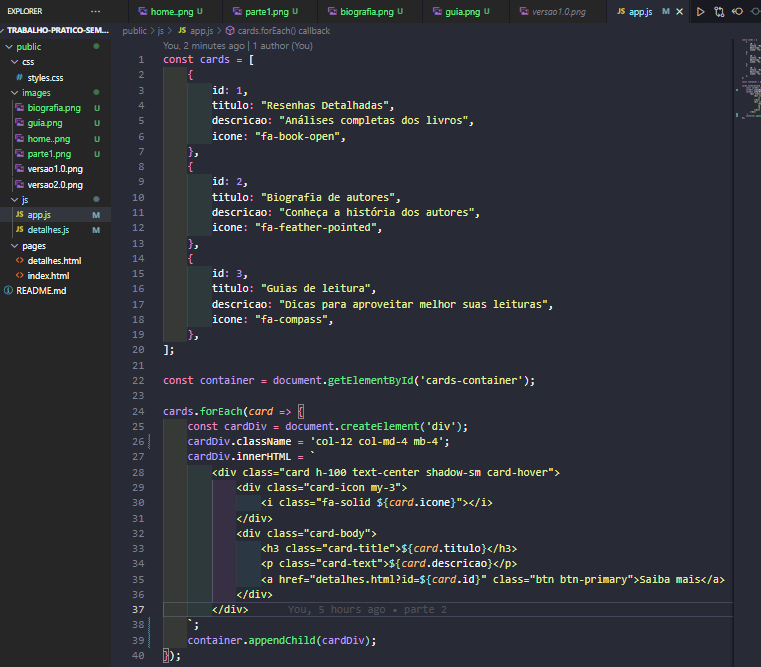 EXPLORER ··· home..png U parte1.png U biografia.png U guia.png U versao1.0.png JS app.js M
TRABALHO-PRATICO-SEM...
public › js › JS app.js › cards.forEach() callback
public
css
# styles.css
images
biografia.png U
guia.png U
home..png U
parte1.png U
versao1.0.png
versao2.0.png
js
JS app.js M
JS detalhes.js M
pages
<> detalhes.html
<> index.html
README.md
You, 2 minutes ago | 1 author (You)
1 const cards = [
2 {
3 id: 1,
4 titulo: "Resenhas Detalhadas",
5 descricao: "Análises completas dos livros",
6 icone: "fa-book-open",
7 },
8 {
9 id: 2,
10 titulo: "Biografia de autores",
11 descricao: "Conheça a história dos autores",
12 icone: "fa-feather-pointed",
13 },
14 {
15 id: 3,
16 titulo: "Guias de leitura",
17 descricao: "Dicas para aproveitar melhor suas leituras",
18 icone: "fa-compass",
19 },
20 ];
21
22 const container = document.getElementById('cards-container');
23
24 cards.forEach(card => {
25 const cardDiv = document.createElement('div');
26 cardDiv.className = 'col-12 col-md-4 mb-4';
27 cardDiv.innerHTML = `
28 <div class="card h-100 text-center shadow-sm card-hover">
29 <div class="card-icon my-3">
30 <i class="fa-solid ${card.icone}"></i>
31 </div>
32 <div class="card-body">
33 <h3 class="card-title">${card.titulo}</h3>
34 <p class="card-text">${card.descricao}</p>
35 <a href="detalhes.html?id=${card.id}" class="btn btn-primary">Saiba mais</a>
36 </div>
37 </div> You, 5 hours ago • parte 2
38 `;
39 container.appendChild(cardDiv);
40 });